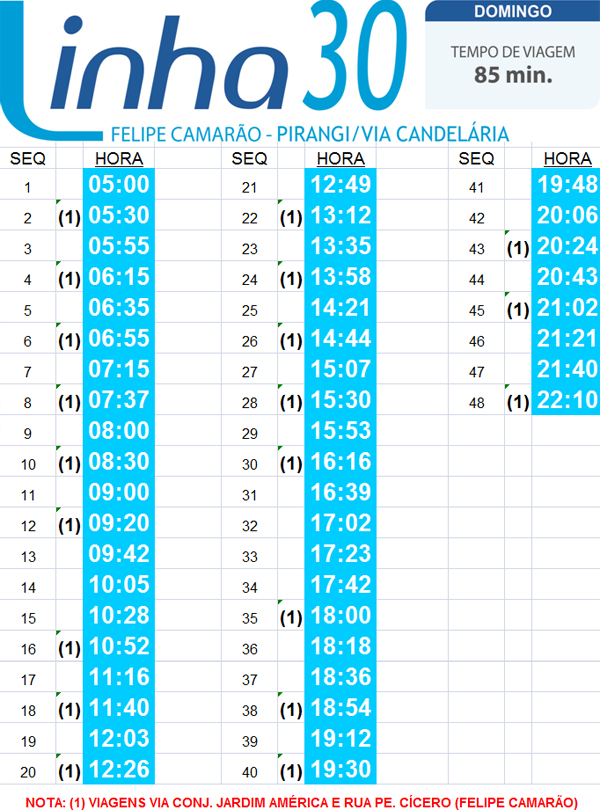 Linha 30
DOMINGO
TEMPO DE VIAGEM
85 min.
FELIPE CAMARÃO - PIRANGI/VIA CANDELÁRIA
SEQ HORA SEQ HORA SEQ HORA
1 05:00 21 12:49 41 19:48
2 (1) 05:30 22 (1) 13:12 42 20:06
3 05:55 23 13:35 43 (1) 20:24
4 (1) 06:15 24 (1) 13:58 44 20:43
5 06:35 25 14:21 45 (1) 21:02
6 (1) 06:55 26 (1) 14:44 46 21:21
7 07:15 27 15:07 47 21:40
8 (1) 07:37 28 (1) 15:30 48 (1) 22:10
9 08:00 29 15:53
10 (1) 08:30 30 (1) 16:16
11 09:00 31 16:39
12 (1) 09:20 32 17:02
13 09:42 33 17:23
14 10:05 34 17:42
15 10:28 35 (1) 18:00
16 (1) 10:52 36 18:18
17 11:16 37 18:36
18 (1) 11:40 38 (1) 18:54
19 12:03 39 19:12
20 (1) 12:26 40 (1) 19:30
NOTA: (1) VIAGENS VIA CONJ. JARDIM AMÉRICA E RUA PE. CÍCERO (FELIPE CAMARÃO)